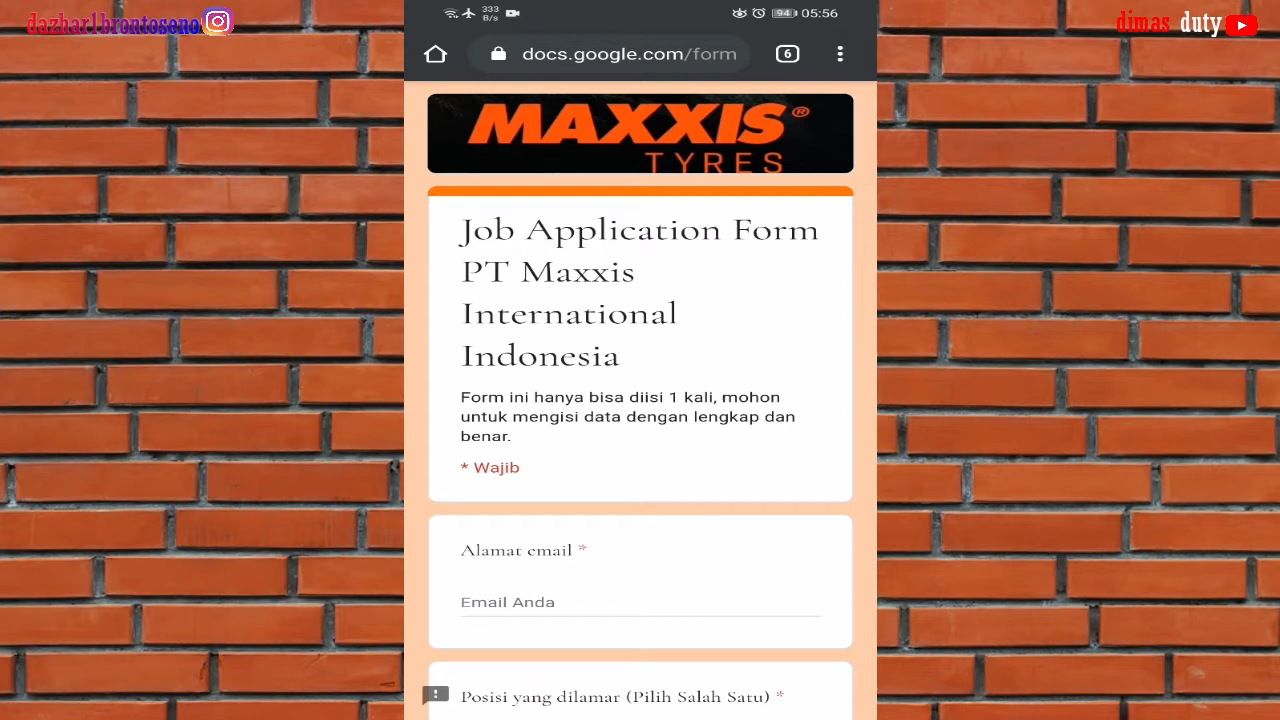 dazhar1brontoseno
dimas duty
333 B/s
94
05:56
docs.google.com/form
6
MAXXIS®
TYRES
Job Application Form
PT Maxxis
International
Indonesia
Form ini hanya bisa diisi 1 kali, mohon
untuk mengisi data dengan lengkap dan
benar.
* Wajib
Alamat email *
Email Anda
Posisi yang dilamar (Pilih Salah Satu) *